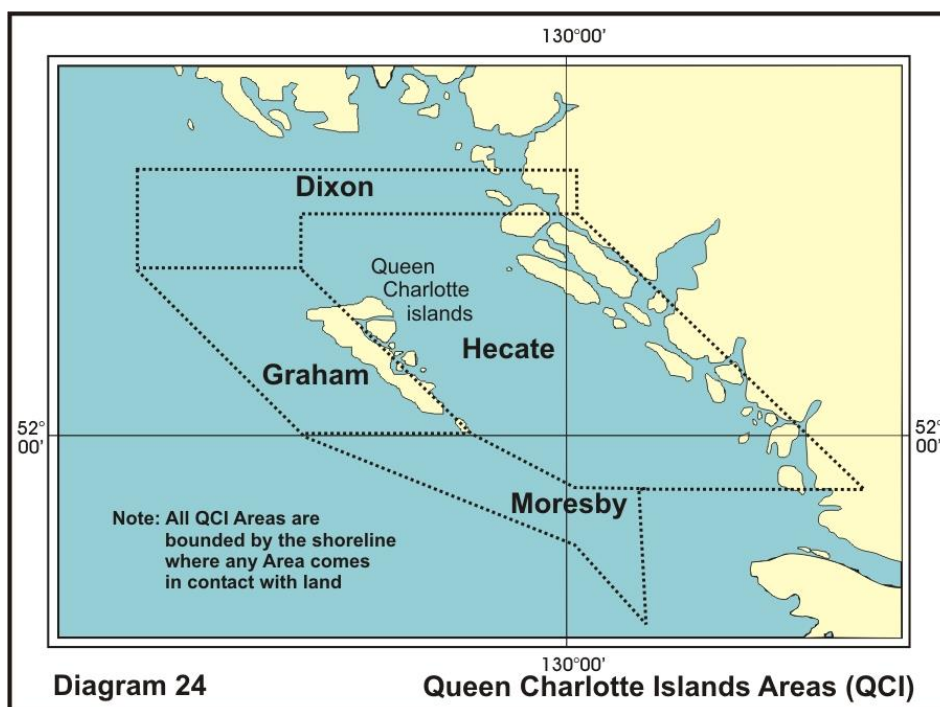 130°00'
Dixon
Queen
Charlotte
islands
Hecate
Graham
52°
00'
52°
00'
Moresby
Note: All QCI Areas are
bounded by the shoreline
where any Area comes
in contact with land
130°00'
Diagram 24
Queen Charlotte Islands Areas (QCI)